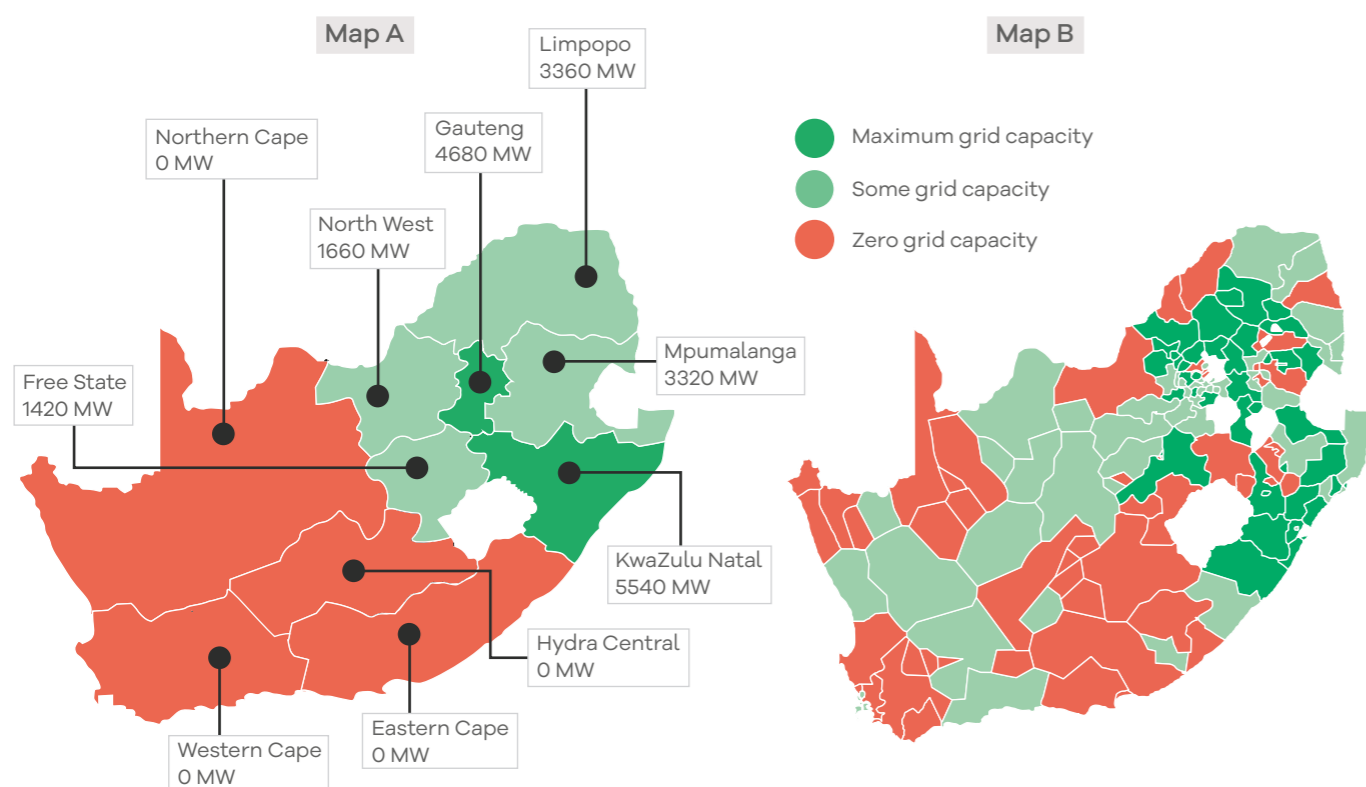 Map A
Map B
Limpopo
3360 MW
Northern Cape
0 MW
Gauteng
4680 MW
Maximum grid capacity
Some grid capacity
Zero grid capacity
North West
1660 MW
Mpumalanga
3320 MW
Free State
1420 MW
KwaZulu Natal
5540 MW
Hydra Central
0 MW
Eastern Cape
0 MW
Western Cape
0 MW